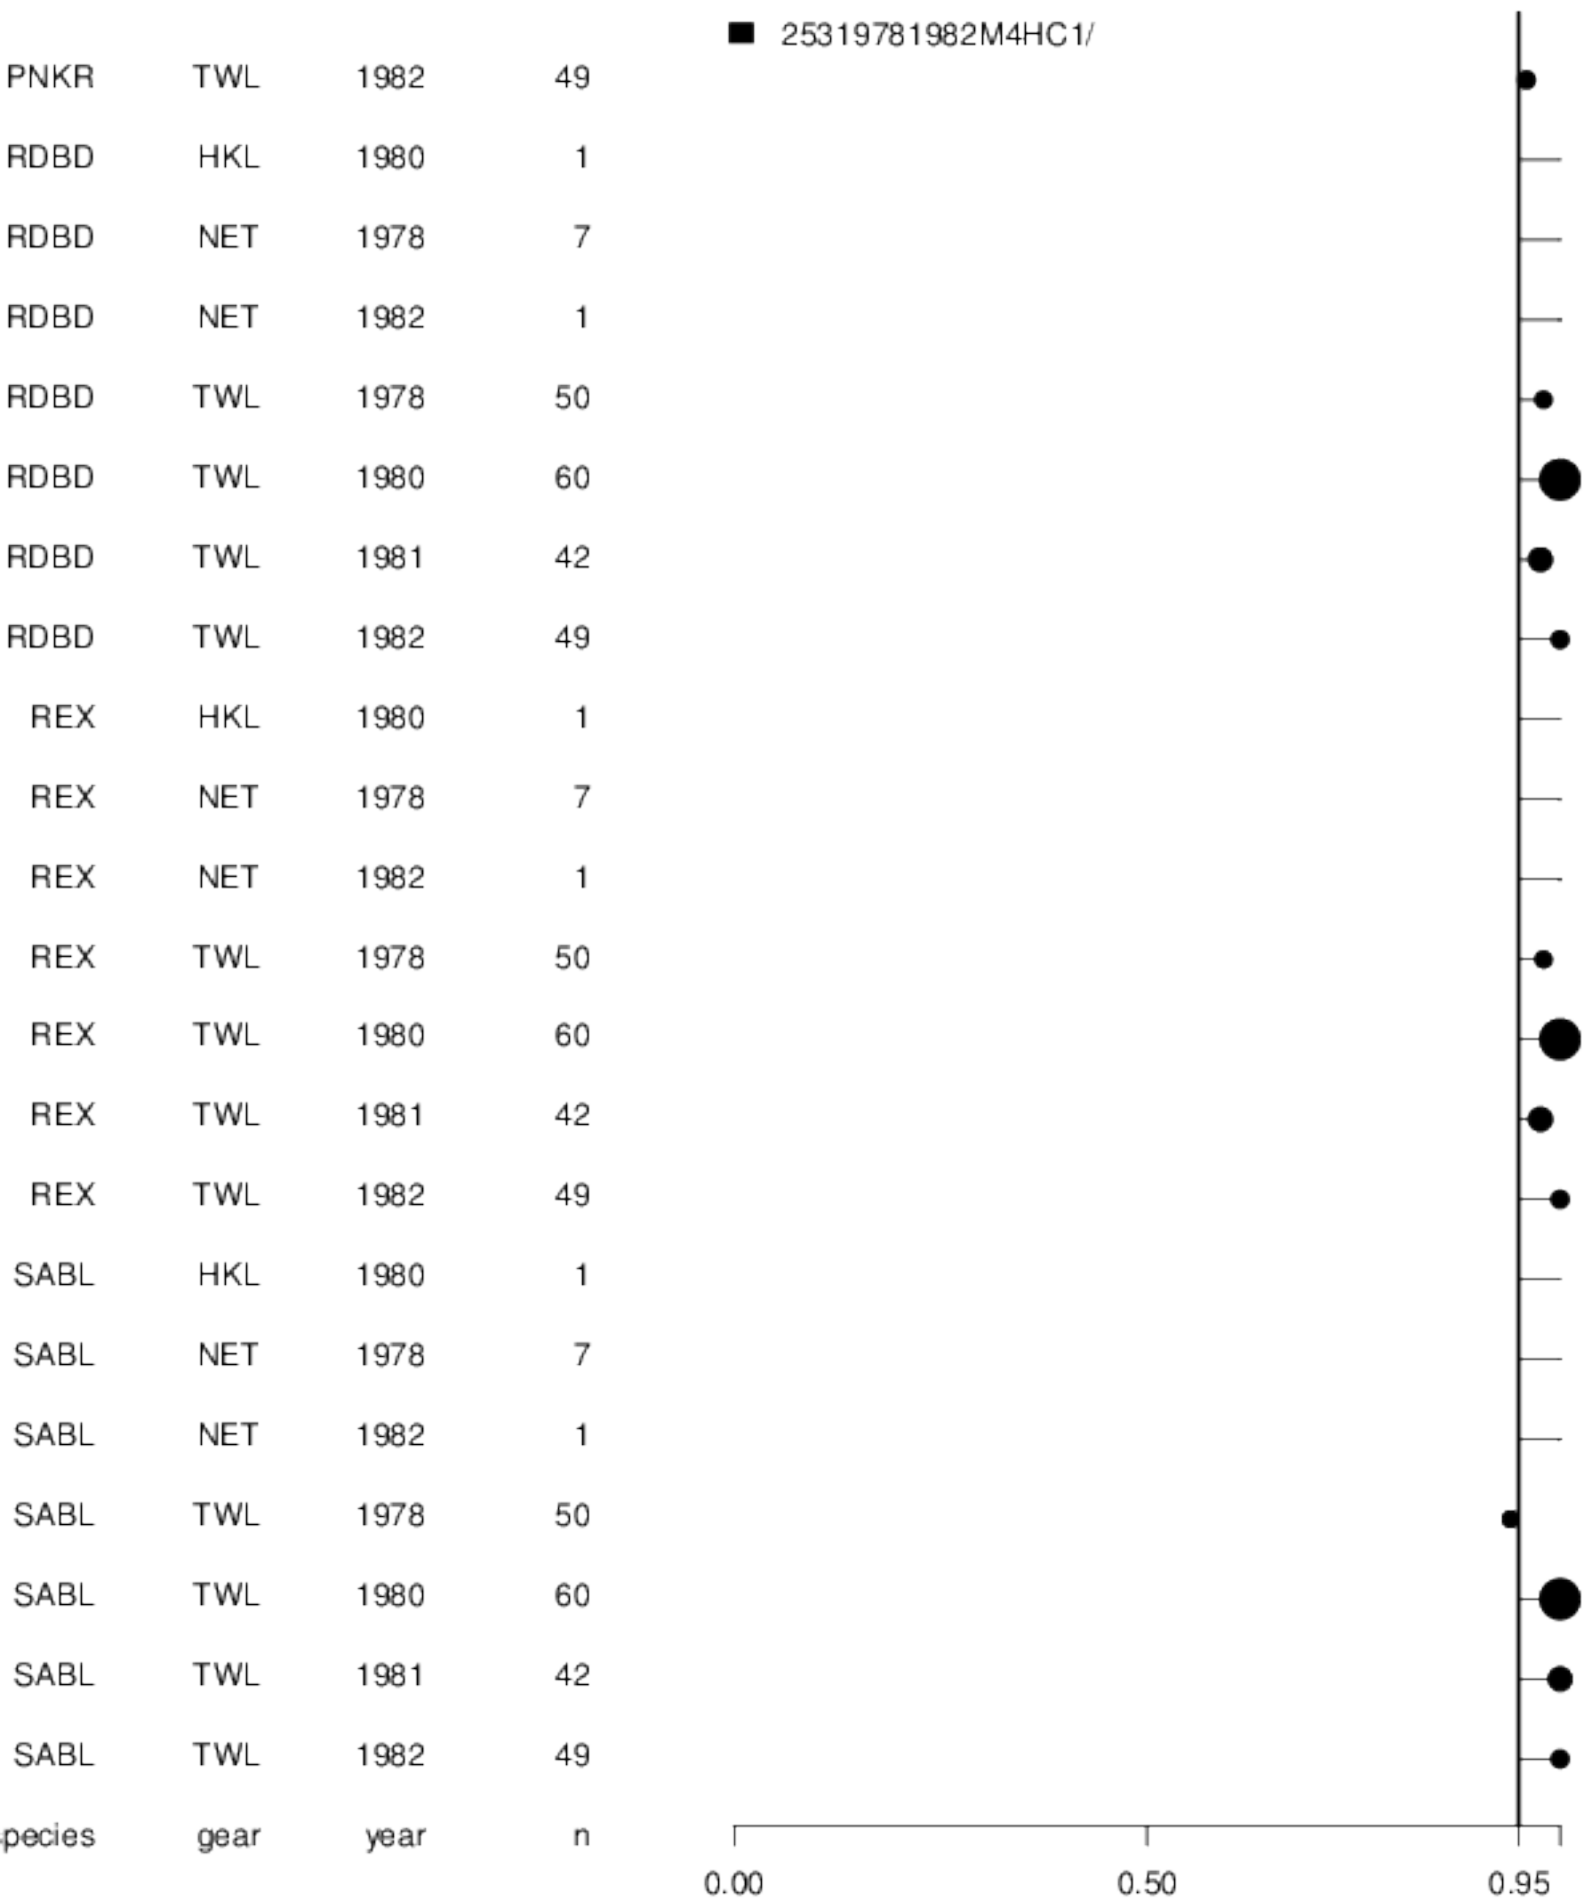 25319781982M4HC1/
PNKR TWL 1982 49
RDBD HKL 1980 1
RDBD NET 1978 7
RDBD NET 1982 1
RDBD TWL 1978 50
RDBD TWL 1980 60
RDBD TWL 1981 42
RDBD TWL 1982 49
REX HKL 1980 1
REX NET 1978 7
REX NET 1982 1
REX TWL 1978 50
REX TWL 1980 60
REX TWL 1981 42
REX TWL 1982 49
SABL HKL 1980 1
SABL NET 1978 7
SABL NET 1982 1
SABL TWL 1978 50
SABL TWL 1980 60
SABL TWL 1981 42
SABL TWL 1982 49
pecies gear year n
0.00 0.50 0.95